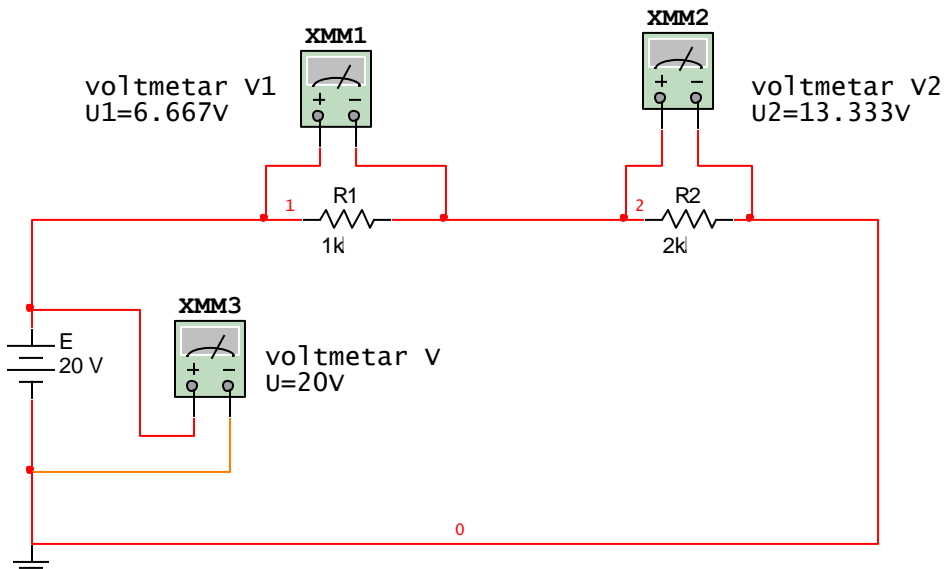 XMM1
voltmetar V1
U1=6.667V
+ −
XMM2
voltmetar V2
U2=13.333V
+ −
1
R1
1k
2
R2
2k
E
20 V
XMM3
+ −
voltmetar V
U=20V
0